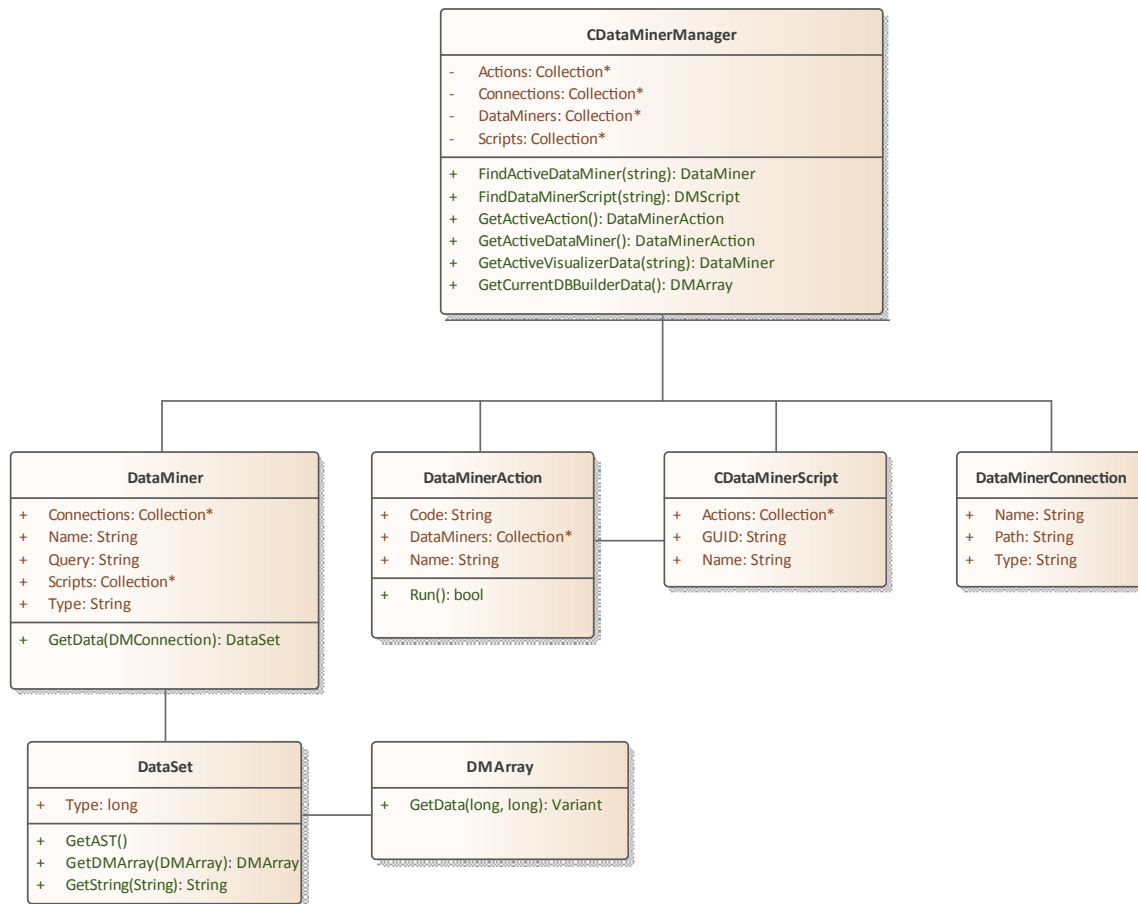 CDataMinerManager
- Actions: Collection*
- Connections: Collection*
- DataMiners: Collection*
- Scripts: Collection*
+ FindActiveDataMiner(string): DataMiner
+ FindDataMinerScript(string): DMScript
+ GetActiveAction(): DataMinerAction
+ GetActiveDataMiner(): DataMinerAction
+ GetActiveVisualizerData(string): DataMiner
+ GetCurrentDBBuilderData(): DMArray
DataMiner
+ Connections: Collection*
+ Name: String
+ Query: String
+ Scripts: Collection*
+ Type: String
+ GetData(DMConnection): DataSet
DataMinerAction
+ Code: String
+ DataMiners: Collection*
+ Name: String
+ Run(): bool
CDataMinerScript
+ Actions: Collection*
+ GUID: String
+ Name: String
DataMinerConnection
+ Name: String
+ Path: String
+ Type: String
DataSet
+ Type: long
+ GetAST()
+ GetDMArray(DMArray): DMArray
+ GetString(String): String
DMArray
+ GetData(long, long): Variant